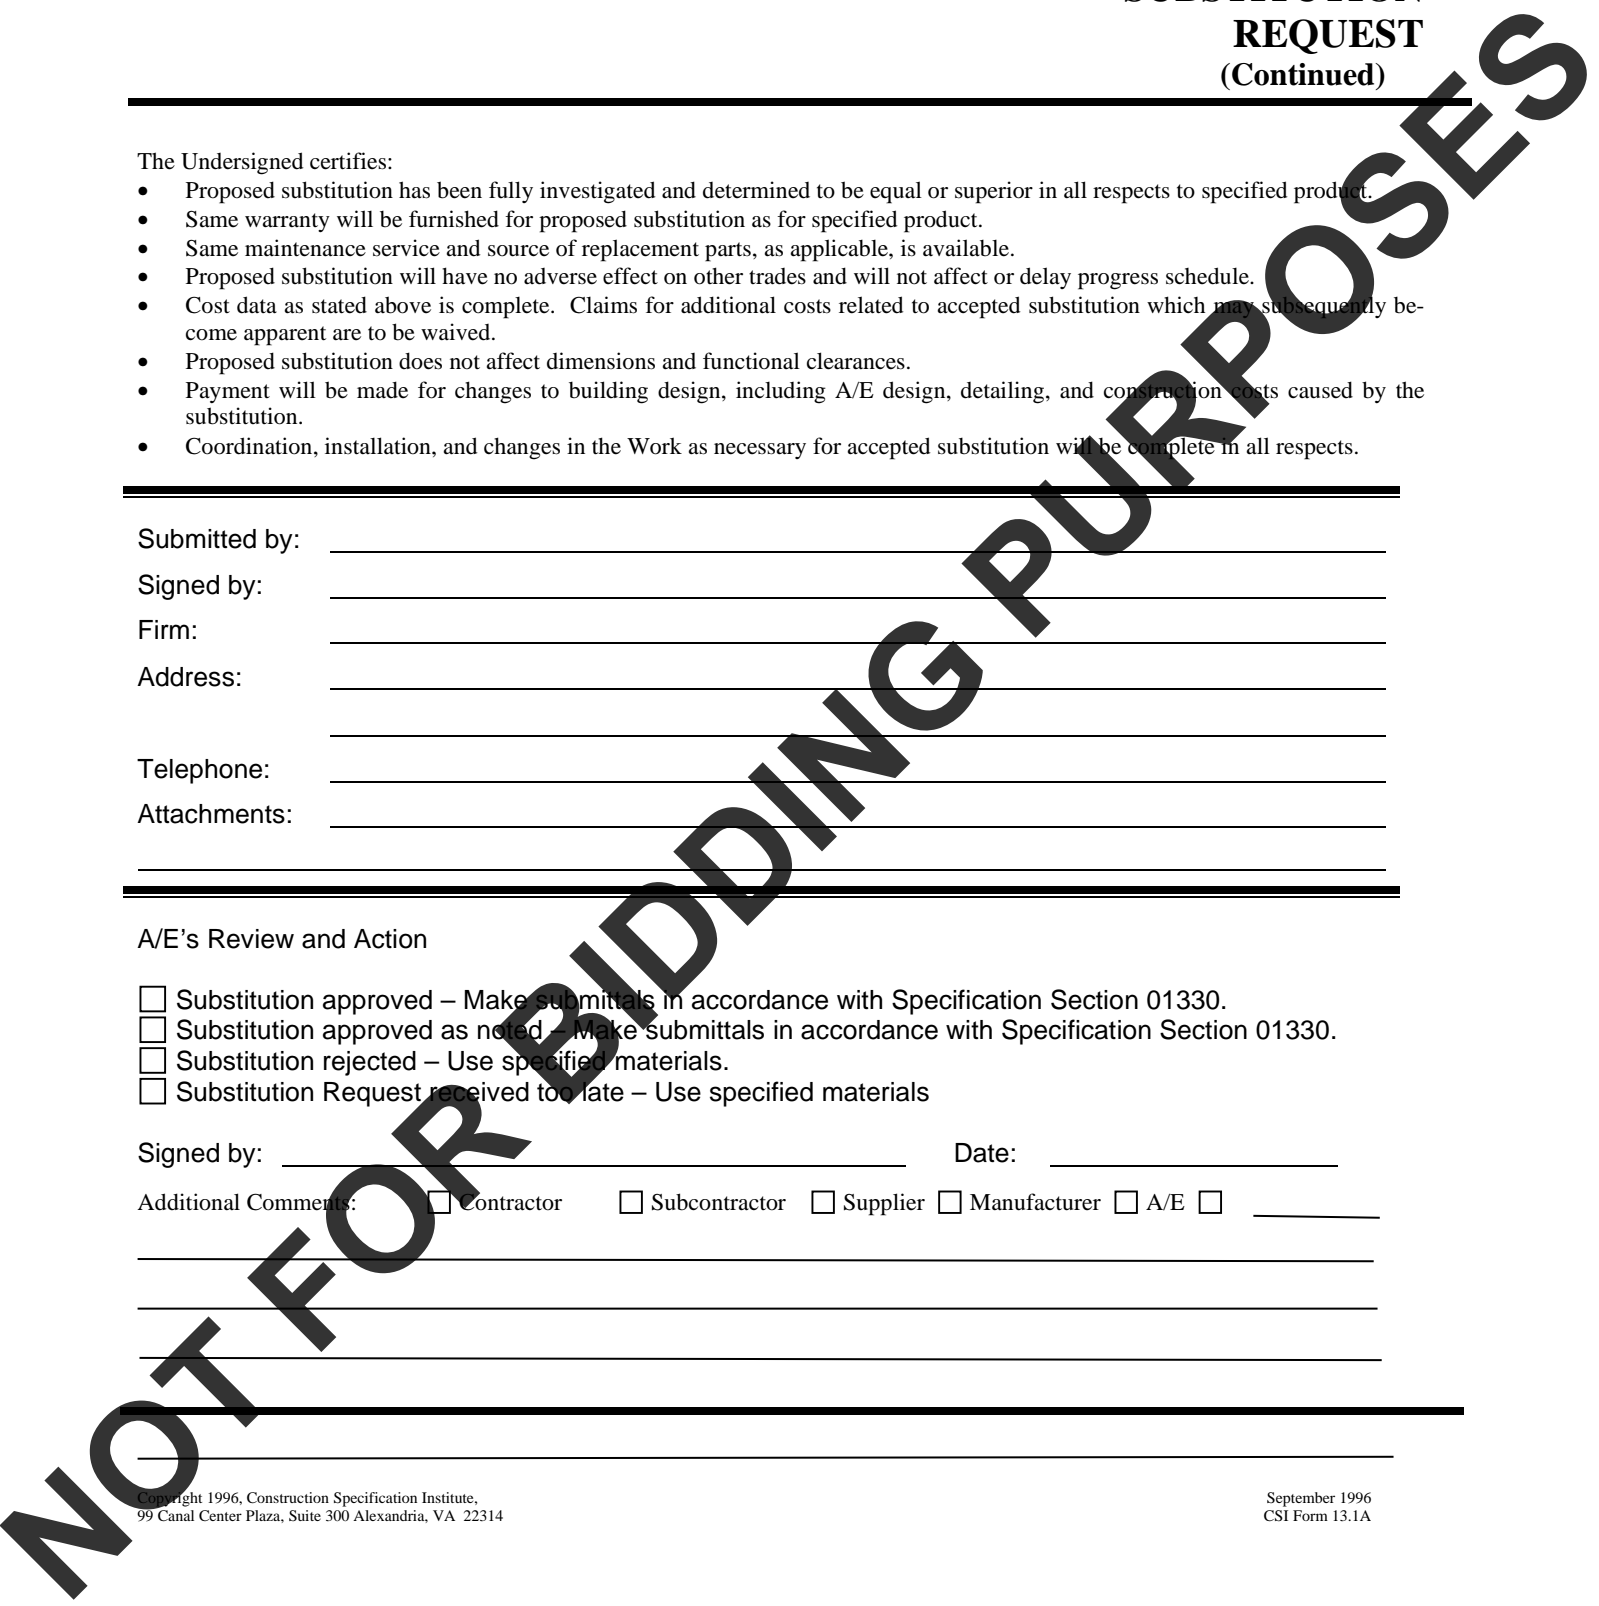 SUBSTITUTION
REQUEST
(Continued)
The Undersigned certifies:
• Proposed substitution has been fully investigated and determined to be equal or superior in all respects to specified product.
• Same warranty will be furnished for proposed substitution as for specified product.
• Same maintenance service and source of replacement parts, as applicable, is available.
• Proposed substitution will have no adverse effect on other trades and will not affect or delay progress schedule.
• Cost data as stated above is complete.  Claims for additional costs related to accepted substitution which may subsequently be-
come apparent are to be waived.
• Proposed substitution does not affect dimensions and functional clearances.
• Payment will be made for changes to building design, including A/E design, detailing, and construction costs caused by the
substitution.
• Coordination, installation, and changes in the Work as necessary for accepted substitution will be complete in all respects.
Submitted by:
Signed by:
Firm:
Address:
Telephone:
Attachments:
A/E’s Review and Action
Substitution approved – Make submittals in accordance with Specification Section 01330.
Substitution approved as noted – Make submittals in accordance with Specification Section 01330.
Substitution rejected – Use specified materials.
Substitution Request received too late – Use specified materials
Signed by: Date:
Additional Comments: Contractor Subcontractor Supplier Manufacturer A/E
Copyright 1996, Construction Specification Institute, September 1996
99 Canal Center Plaza, Suite 300 Alexandria, VA  22314 CSI Form 13.1A
NOT FOR BIDDING PURPOSES